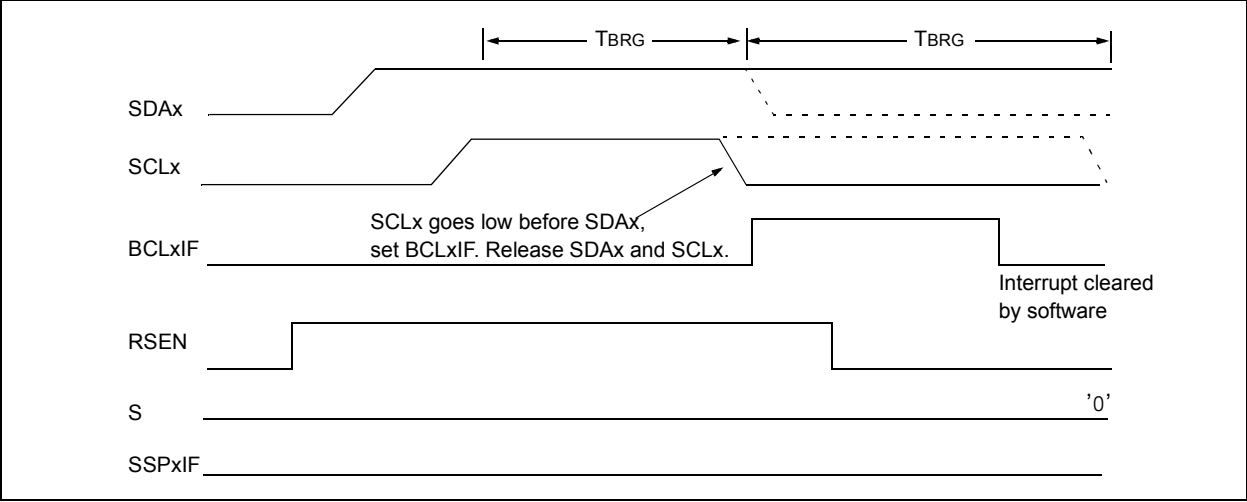 TBRG TBRG
SDAx
SCLx
SCLx goes low before SDAx,
set BCLxIF. Release SDAx and SCLx.
BCLxIF
Interrupt cleared
by software
RSEN
S
'0'
SSPxIF